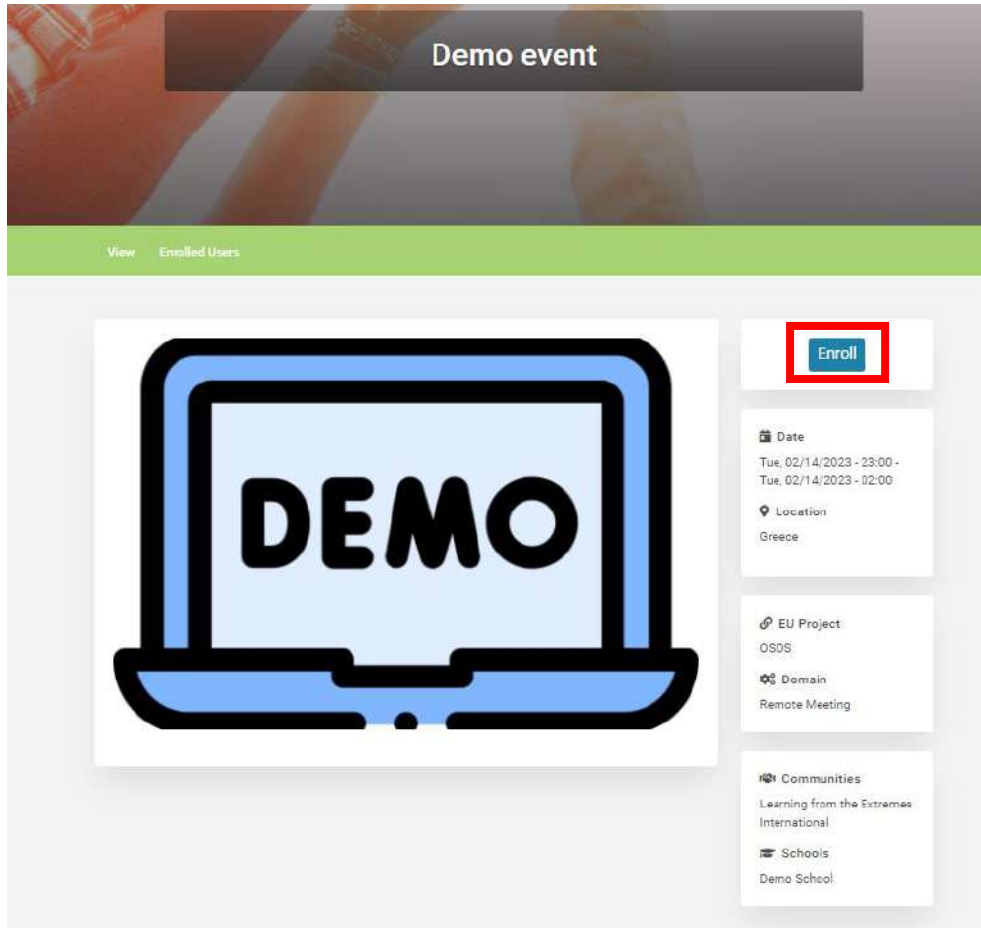 Demo event
View Enrolled Users
DEMO
Enroll
Date
Tue, 02/14/2023 - 23:00 -
Tue, 02/14/2023 - 02:00
Location
Greece
EU Project
OSOS
Domain
Remote Meeting
Communities
Learning from the Extremes
International
Schools
Demo School